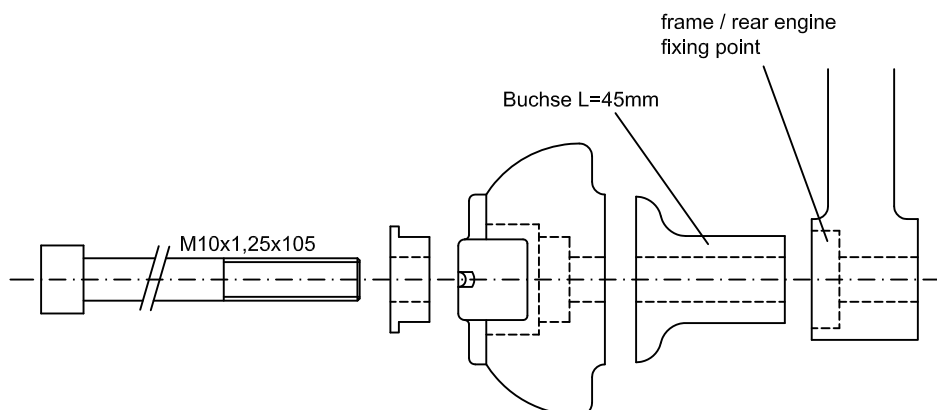 frame / rear engine
fixing point
Buchse L=45mm
M10x1,25x105